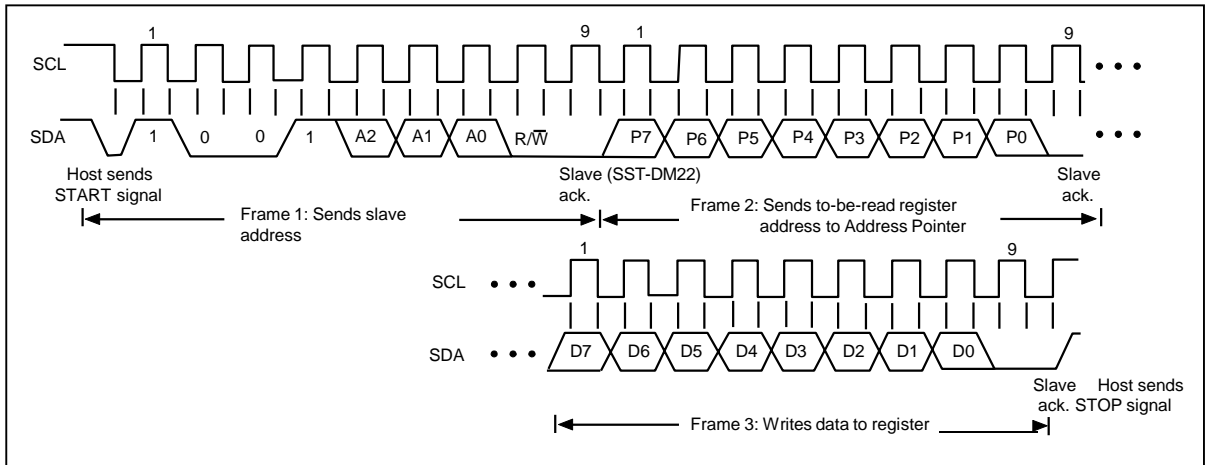 1 9 1 9
SCL
SDA 1 0 0 1 A2 A1 A0 R/W̅ P7 P6 P5 P4 P3 P2 P1 P0
Host sends
START signal
Slave (SST-DM22)
ack.
Slave
ack.
Frame 1: Sends slave
address
Frame 2: Sends to-be-read register
address to Address Pointer
1 9
SCL
SDA D7 D6 D5 D4 D3 D2 D1 D0
Slave
ack.
Host sends
STOP signal
Frame 3: Writes data to register